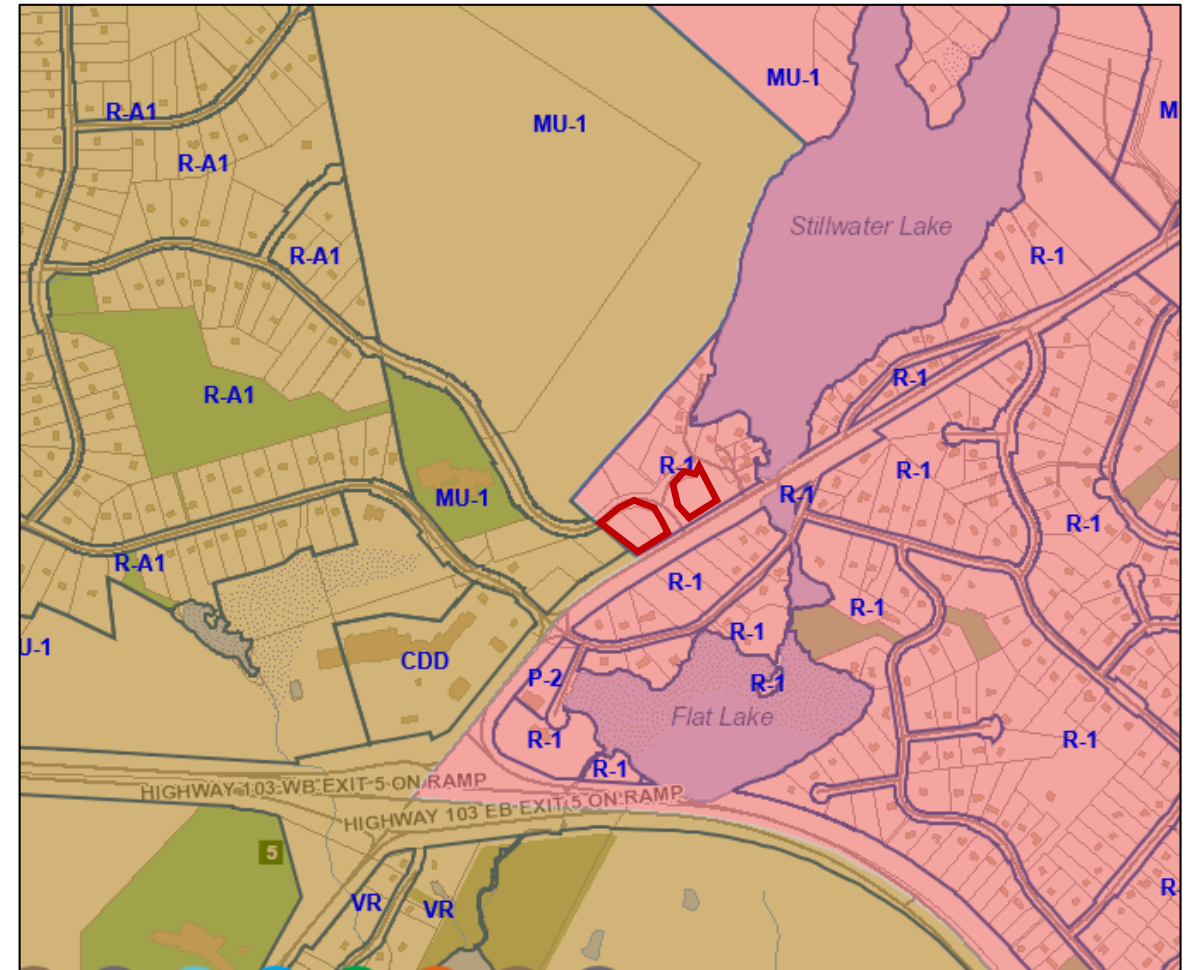 MU-1
M
R-A1
MU-1
R-A1
Stillwater Lake
R-A1
R-1
R-1
R-A1
R-1
R-1
MU-1
R-1
R-1
R-A1
R-1
R-1
R-1
U-1
CDD
P-2
R-1
Flat Lake
R-1
R-1
R-1
HIGHWAY 103 WB EXIT 5 ON RAMP
HIGHWAY 103 EB EXIT 5 ON RAMP
5
R-
VR
VR